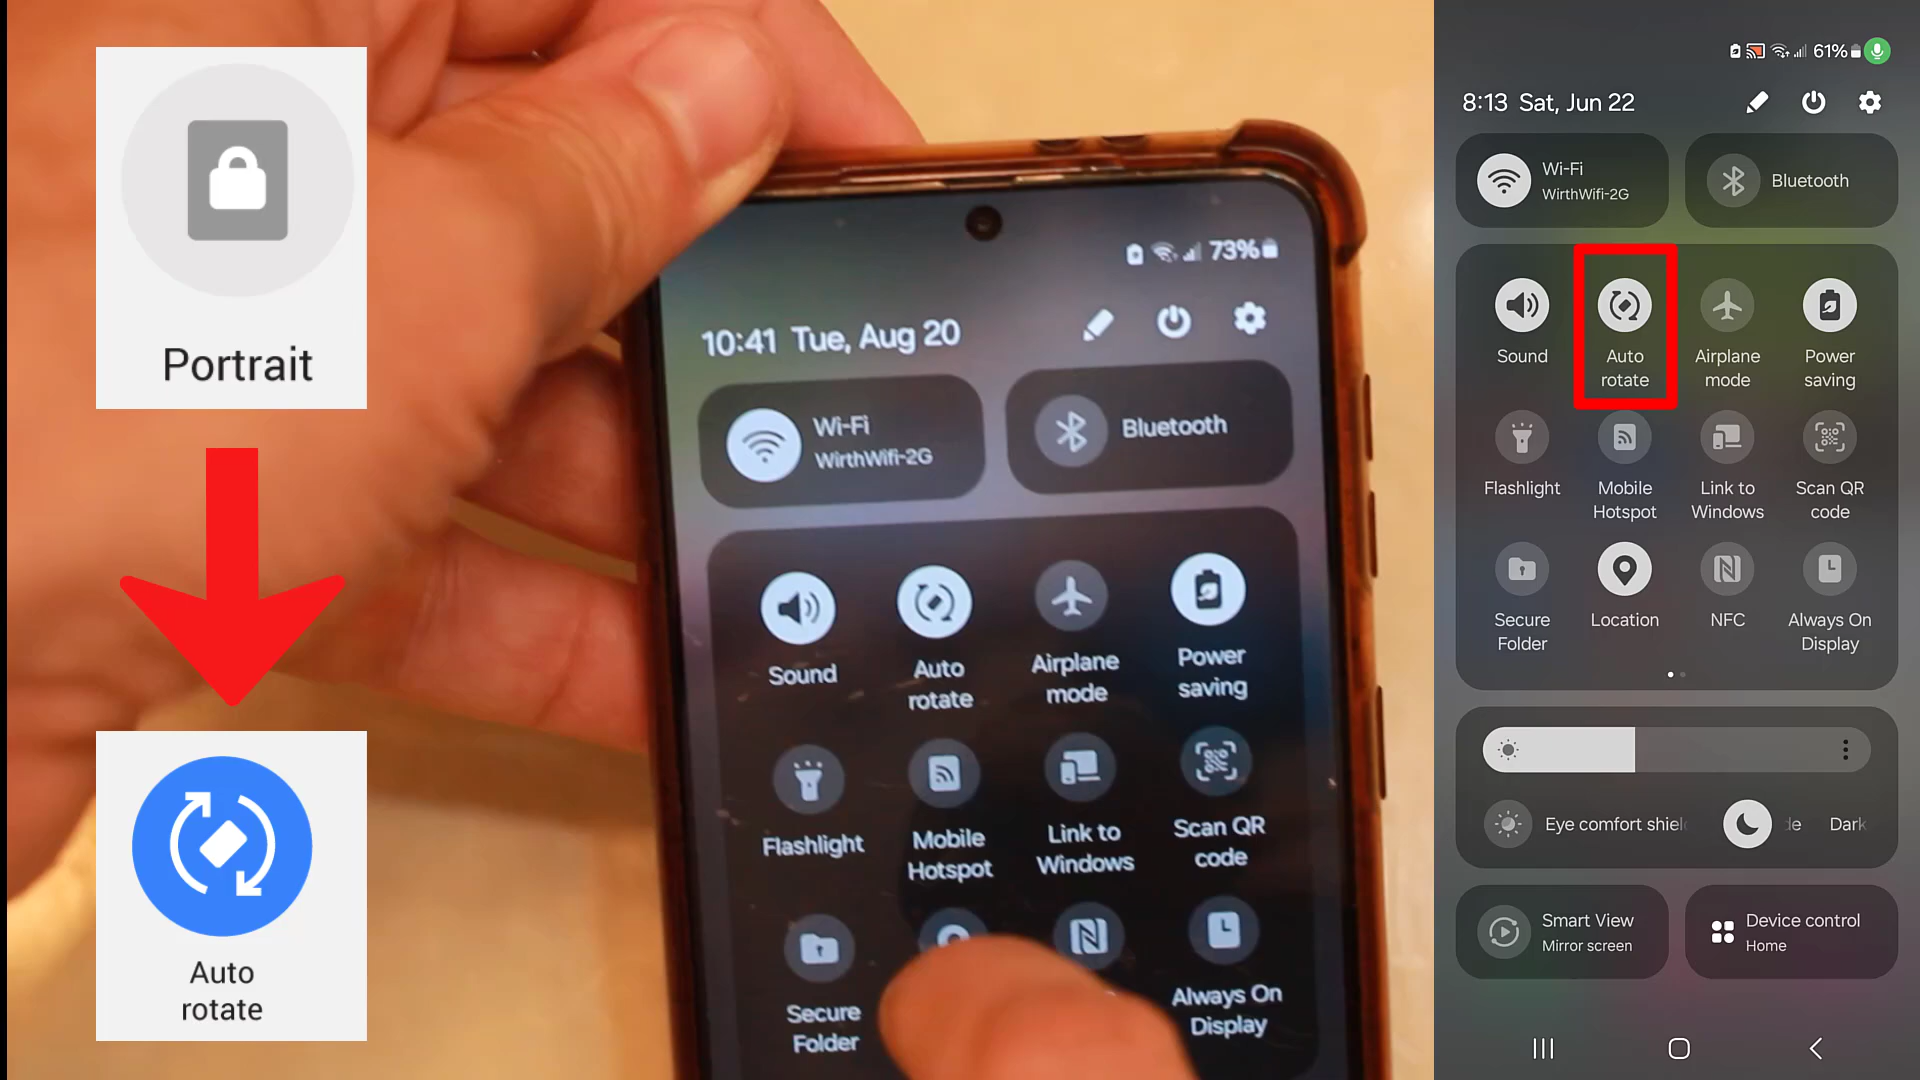 Portrait
Auto
rotate
73%
10:41 Tue, Aug 20
Wi-Fi
WirthWifi-2G
Bluetooth
Sound
Auto
rotate
Airplane
mode
Power
saving
Flashlight
Mobile
Hotspot
Link to
Windows
Scan QR
code
Secure
Folder
Always On
Display
61%
8:13 Sat, Jun 22
Wi-Fi
WirthWifi-2G
Bluetooth
Sound
Auto
rotate
Airplane
mode
Power
saving
Flashlight
Mobile
Hotspot
Link to
Windows
Scan QR
code
Secure
Folder
Location
NFC
Always On
Display
Eye comfort shiel
de
Dark
Smart View
Mirror screen
Device control
Home